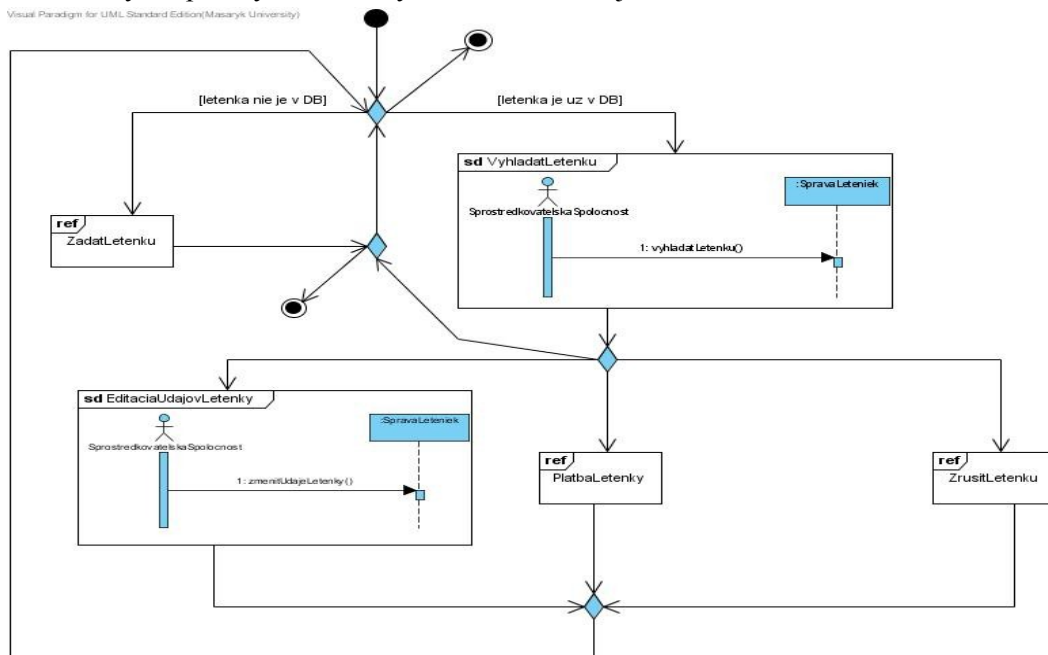 Visual Paradigm for UML Standard Edition(Masaryk University)
[letenka nie je v DB]
[letenka je uz v DB]
sd VyhladatLetenku
:SpravaLeteniek
SprostredkovatelskaSpolocnost
1: vyhladatLetenku()
ref
ZadatLetenku
sd EditaciaUdajovLetenky
:SpravaLeteniek
SprostredkovatelskaSpolocnost
1: zmenitUdajeLetenky()
ref
PlatbaLetenky
ref
ZrusitLetenku